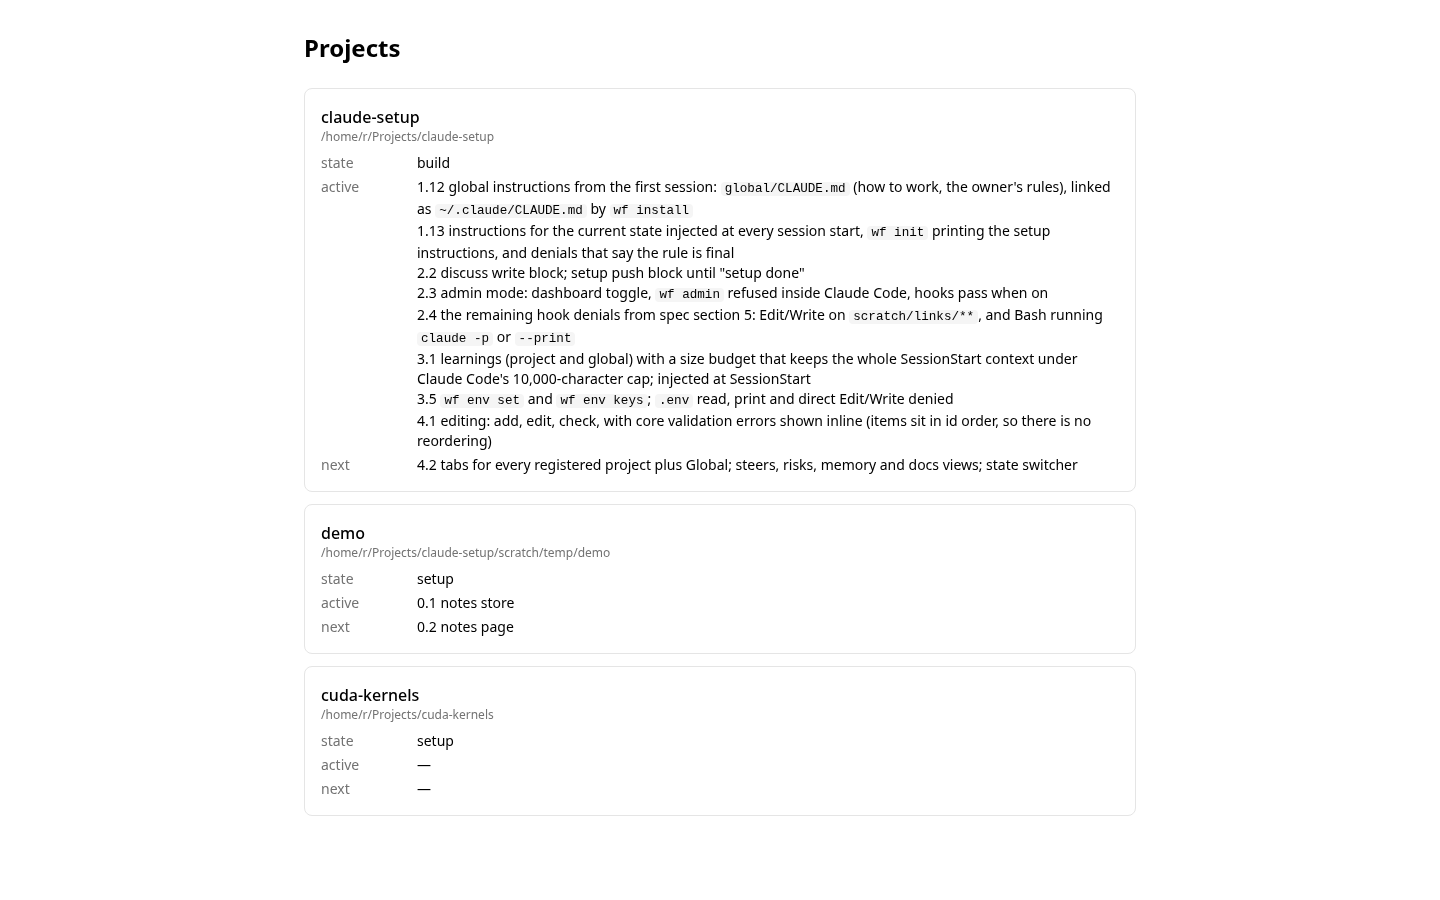 Projects
claude-setup
/home/r/Projects/claude-setup
state build
active 1.12 global instructions from the first session: global/CLAUDE.md (how to work, the owner's rules), linked
as ~/.claude/CLAUDE.md by wf install
1.13 instructions for the current state injected at every session start, wf init printing the setup
instructions, and denials that say the rule is final
2.2 discuss write block; setup push block until "setup done"
2.3 admin mode: dashboard toggle, wf admin refused inside Claude Code, hooks pass when on
2.4 the remaining hook denials from spec section 5: Edit/Write on scratch/links/**, and Bash running
claude -p or --print
3.1 learnings (project and global) with a size budget that keeps the whole SessionStart context under
Claude Code's 10,000-character cap; injected at SessionStart
3.5 wf env set and wf env keys; .env read, print and direct Edit/Write denied
4.1 editing: add, edit, check, with core validation errors shown inline (items sit in id order, so there is no
reordering)
next 4.2 tabs for every registered project plus Global; steers, risks, memory and docs views; state switcher
demo
/home/r/Projects/claude-setup/scratch/temp/demo
state setup
active 0.1 notes store
next 0.2 notes page
cuda-kernels
/home/r/Projects/cuda-kernels
state setup
active —
next —